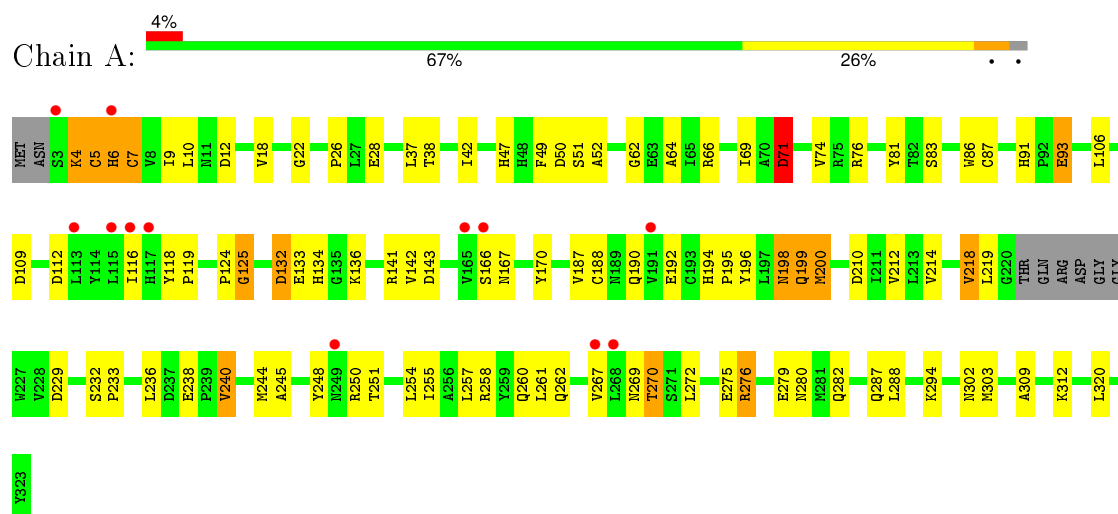 4%
Chain A:
67% 26% • •
MET ASN S3 K4 C5 H6 C7 V8 I9 L10 N11 D12 V18 G22 P26 L27 E28 L37 T38 I42 H47 H48 F49 D50 S51 A52 G62 E63 A64 I65 R66 I69 A70 D71 V74 R75 R76 Y81 T82 S83 W86 C87 H91 P92 E93 L106
D109 D112 L113 Y114 L115 I116 H117 Y118 P119 P124 G125 D132 E133 H134 G135 K136 R141 V142 D143 V165 S166 N167 Y170 V187 C188 N189 Q190 V191 E192 C193 H194 P195 Y196 L197 N198 Q199 M200 D210 I211 V212 L213 V214 V218 L219 G220 THR GLN ARG ASP GLY GLY
W227 V228 D229 S232 P233 L236 D237 E238 P239 V240 M244 A245 Y248 N249 R250 T251 L254 I255 A256 L257 R258 Y259 Q260 L261 Q262 V267 L268 N269 T270 S271 L272 E275 R276 E279 N280 M281 Q282 Q287 L288 K294 N302 M303 A309 K312 L320
Y323